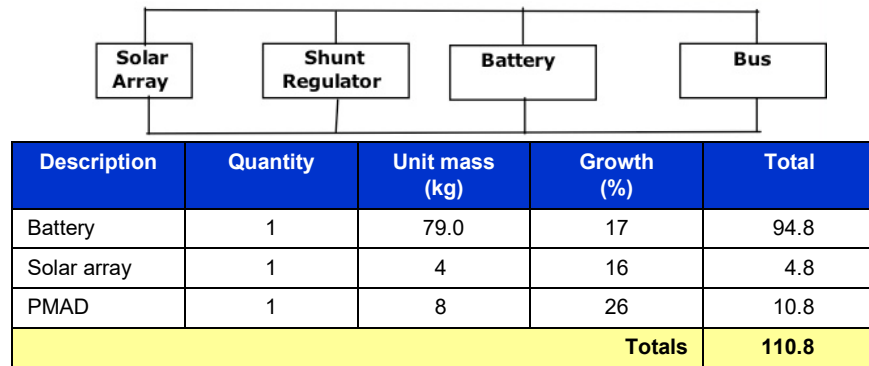 Solar
Array
Shunt
Regulator
Battery
Bus
Description Quantity Unit mass (kg) Growth (%) Total
Battery 1 79.0 17 94.8
Solar array 1 4 16 4.8
PMAD 1 8 26 10.8
Totals 110.8